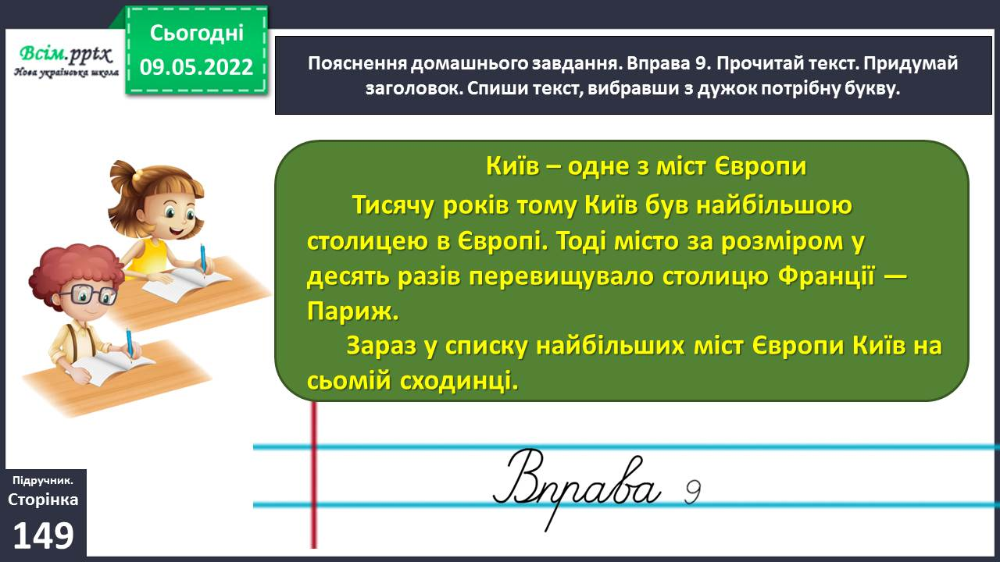 Сьогодні
09.05.2022
Всім.pptx
Нова українська школа
Пояснення домашнього завдання. Вправа 9. Прочитай текст. Придумай
заголовок. Спиши текст, вибравши з дужок потрібну букву.
Київ – одне з міст Європи
Тисячу років тому Київ був найбільшою
столицею в Європі. Тоді місто за розміром у
десять разів перевищувало столицю Франції —
Париж.
Зараз у списку найбільших міст Європи Київ на
сьомій сходинці.
Вправа 9
Підручник.
Сторінка
149